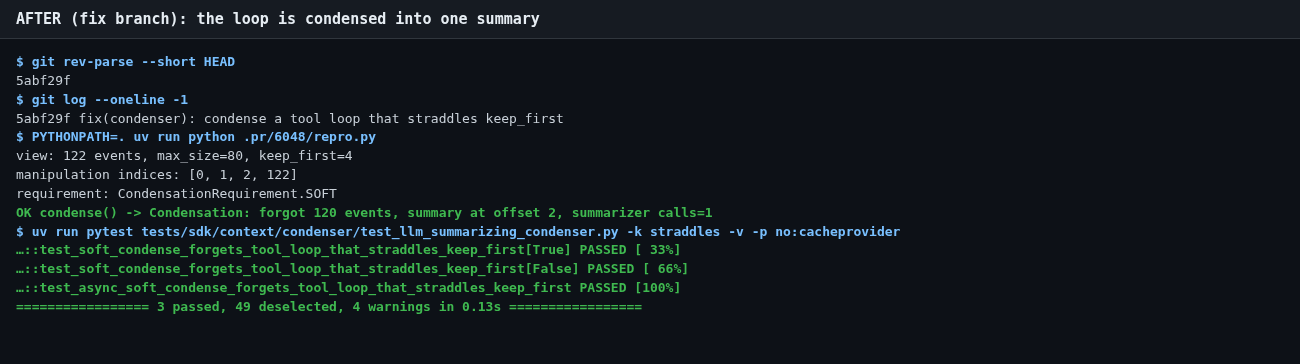 AFTER (fix branch): the loop is condensed into one summary
$ git rev-parse --short HEAD
5abf29f
$ git log --oneline -1
5abf29f fix(condenser): condense a tool loop that straddles keep_first
$ PYTHONPATH=. uv run python .pr/6048/repro.py
view: 122 events, max_size=80, keep_first=4
manipulation indices: [0, 1, 2, 122]
requirement: CondensationRequirement.SOFT
OK condense() -> Condensation: forgot 120 events, summary at offset 2, summarizer calls=1
$ uv run pytest tests/sdk/context/condenser/test_llm_summarizing_condenser.py -k straddles -v -p no:cacheprovider
…::test_soft_condense_forgets_tool_loop_that_straddles_keep_first[True] PASSED [ 33%]
…::test_soft_condense_forgets_tool_loop_that_straddles_keep_first[False] PASSED [ 66%]
…::test_async_soft_condense_forgets_tool_loop_that_straddles_keep_first PASSED [100%]
================= 3 passed, 49 deselected, 4 warnings in 0.13s =================